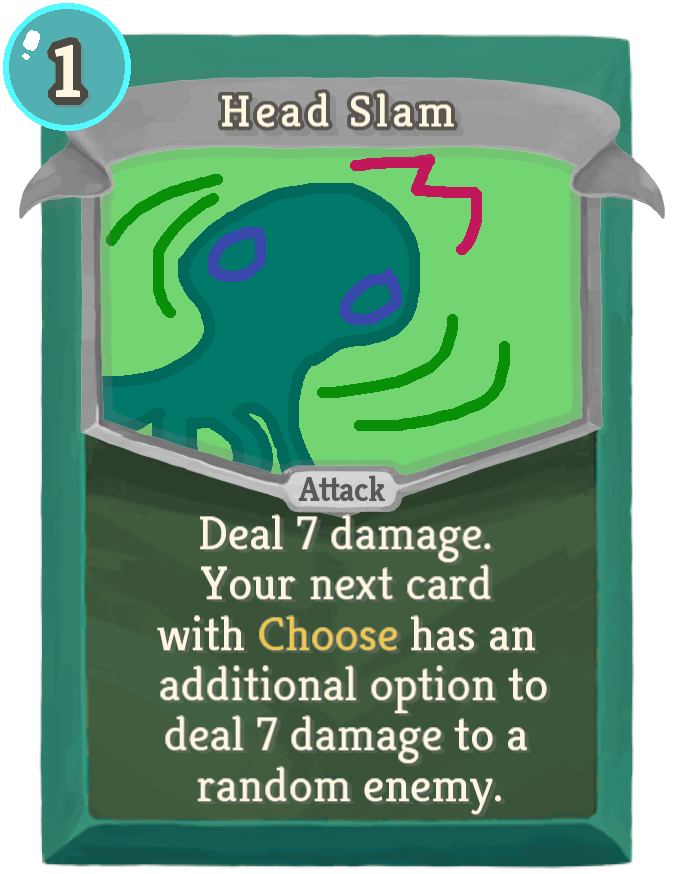 1
Head Slam
Attack
Deal 7 damage.
Your next card
with Choose has an
additional option to
deal 7 damage to a
random enemy.